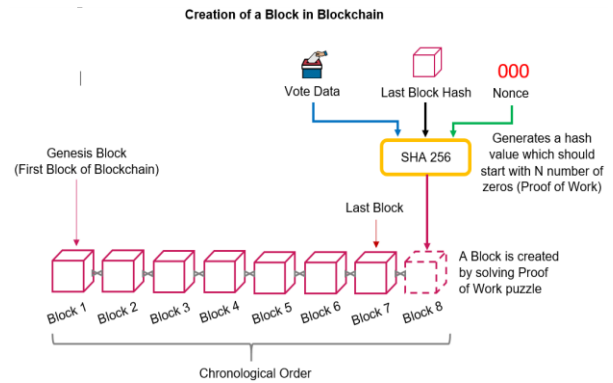 Creation of a Block in Blockchain
Vote Data
Last Block Hash
000
Nonce
SHA 256
Generates a hash
value which should
start with N number of
zeros (Proof of Work)
Genesis Block
(First Block of Blockchain)
Last Block
A Block is created
by solving Proof
of Work puzzle
Block 1
Block 2
Block 3
Block 4
Block 5
Block 6
Block 7
Block 8
Chronological Order